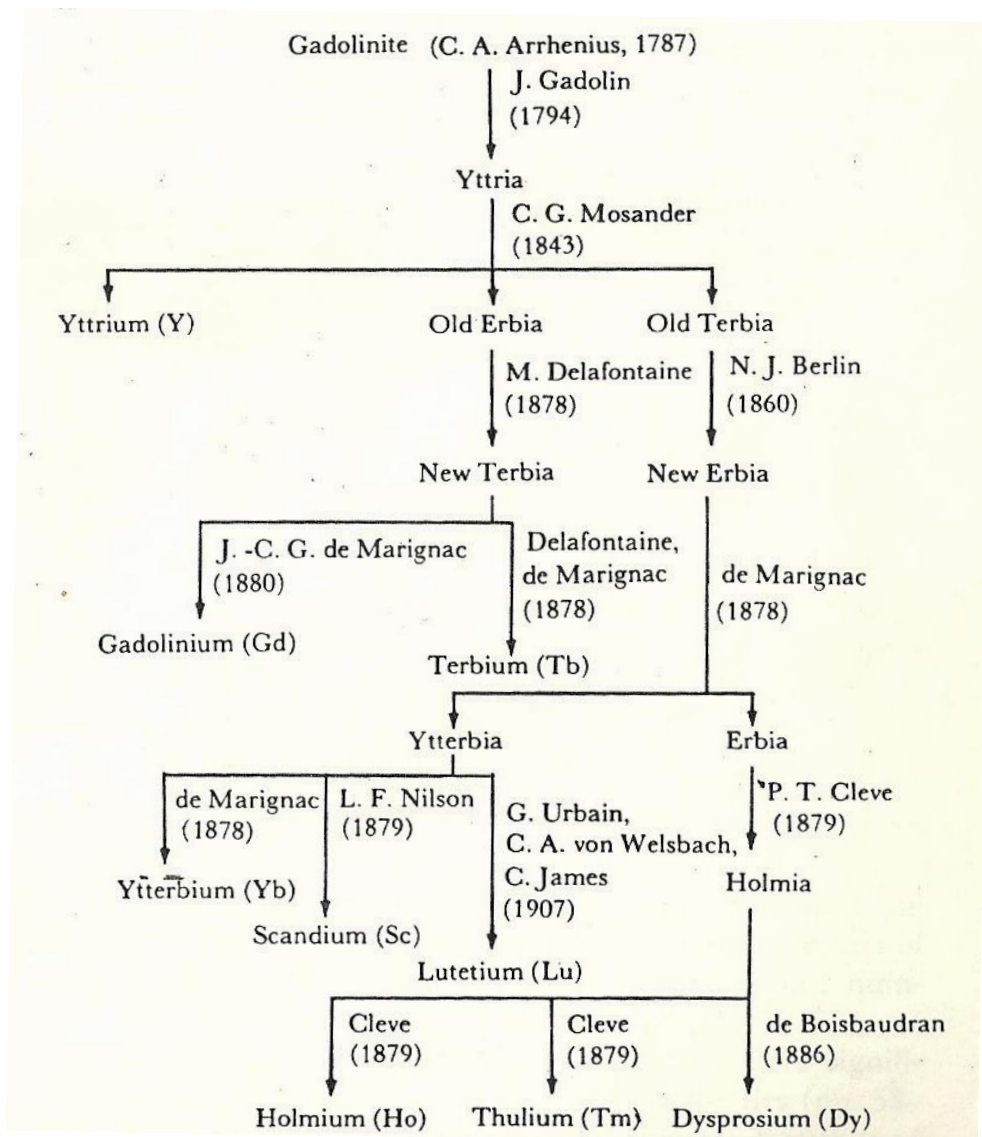 Gadolinite (C. A. Arrhenius, 1787)
J. Gadolin
(1794)
Yttria
C. G. Mosander
(1843)
Yttrium (Y)
Old Erbia
Old Terbia
M. Delafontaine
(1878)
N. J. Berlin
(1860)
New Terbia
New Erbia
J. -C. G. de Marignac
(1880)
Delafontaine,
de Marignac
(1878)
de Marignac
(1878)
Gadolinium (Gd)
Terbium (Tb)
Ytterbia
Erbia
de Marignac
(1878)
L. F. Nilson
(1879)
G. Urbain,
C. A. von Welsbach,
C. James
(1907)
P. T. Cleve
(1879)
Ytterbium (Yb)
Holmia
Scandium (Sc)
Lutetium (Lu)
Cleve
(1879)
Cleve
(1879)
de Boisbaudran
(1886)
Holmium (Ho)
Thulium (Tm)
Dysprosium (Dy)